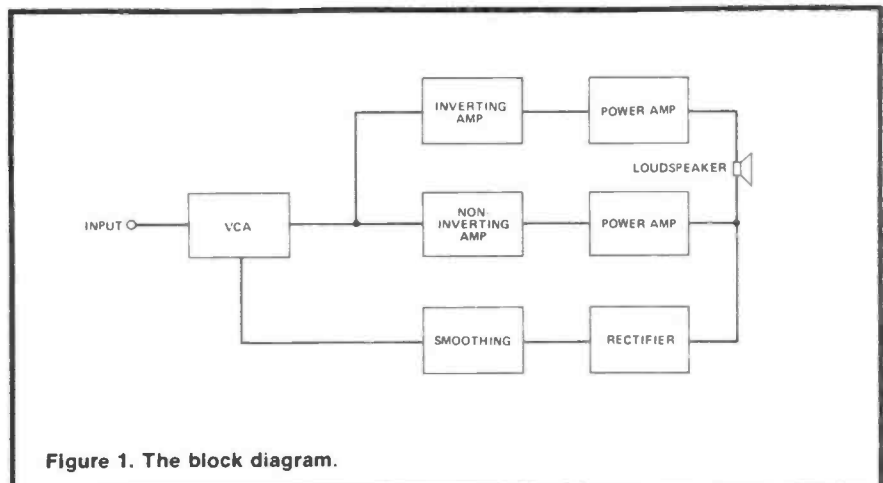 INVERTING
AMP
POWER AMP
LOUDSPEAKER
INPUT
VCA
NON
INVERTING
AMP
POWER AMP
SMOOTHING
RECTIFIER
Figure 1. The block diagram.